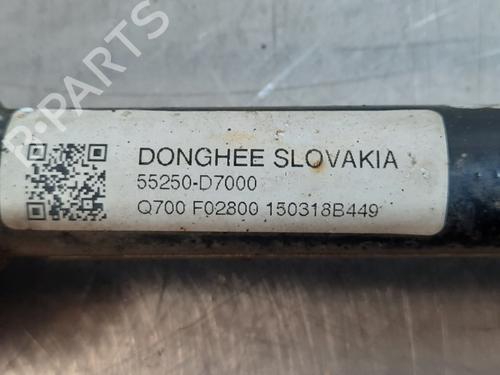 B-PARTS
DONGHEE SLOVAKIA
55250-D7000
Q700 F02800 150318B449